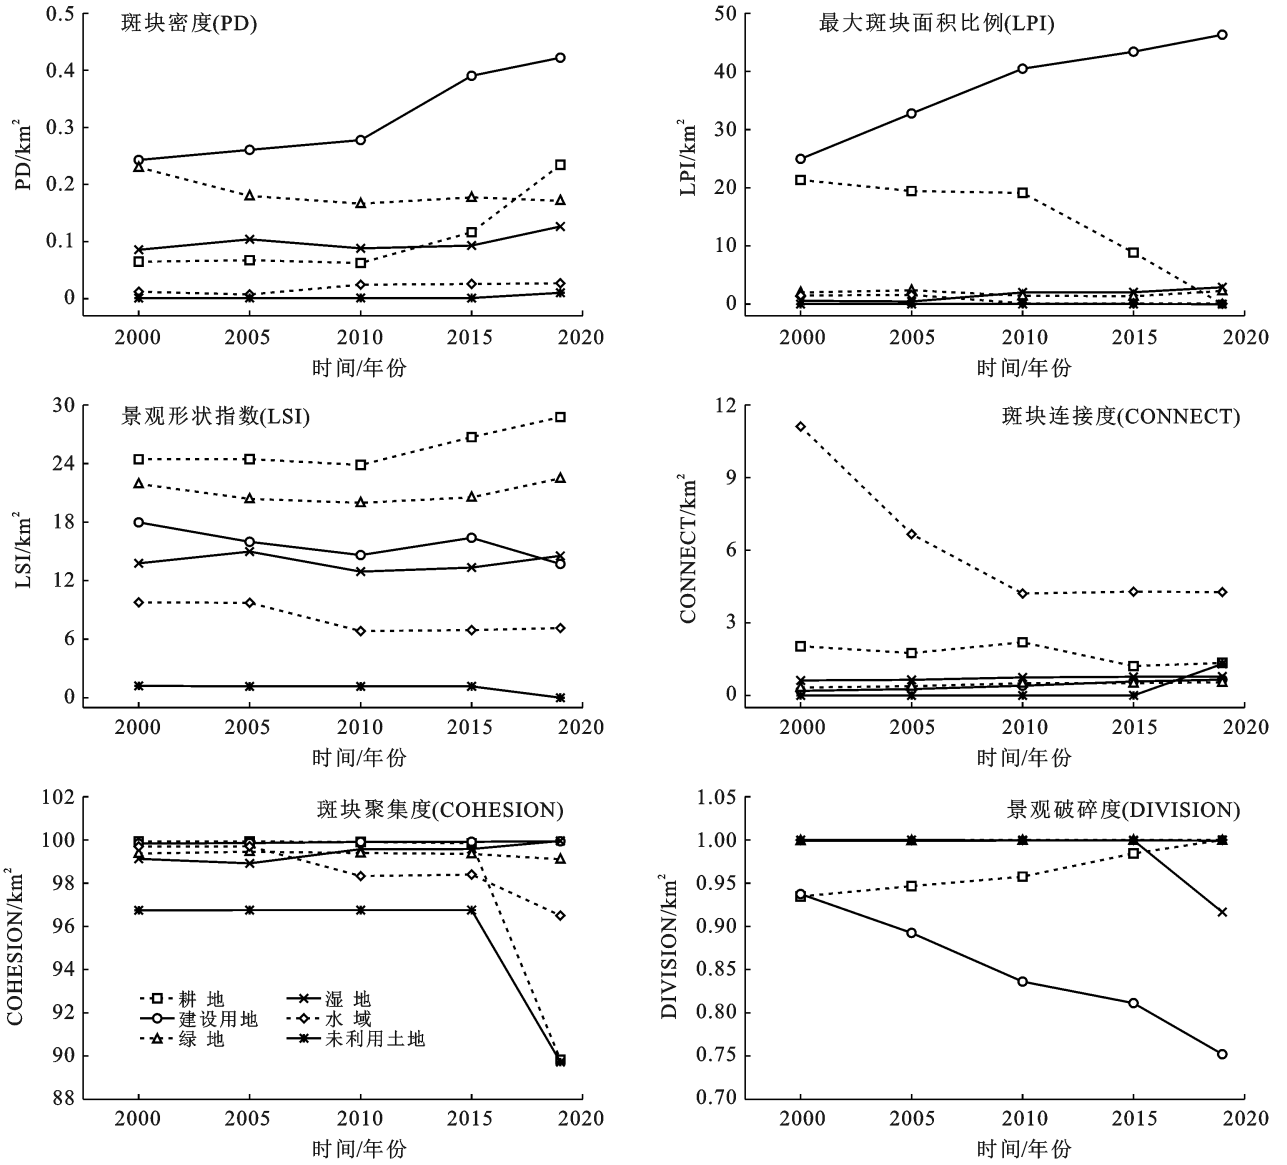 斑块密度(PD)
0.5
0.4
0.3
0.2
0.1
0
PD/km²
2000 2005 2010 2015 2020
时间/年份
最大斑块面积比例(LPI)
50
40
30
20
10
0
LPI/km²
2000 2005 2010 2015 2020
时间/年份
景观形状指数(LSI)
30
24
18
12
6
0
LSI/km²
2000 2005 2010 2015 2020
时间/年份
斑块连接度(CONNECT)
12
9
6
3
0
CONNECT/km²
2000 2005 2010 2015 2020
时间/年份
斑块聚集度(COHESION)
102
100
98
96
94
92
90
88
COHESION/km²
耕 地
湿 地
建设用地
水 域
绿 地
未利用土地
2000 2005 2010 2015 2020
时间/年份
景观破碎度(DIVISION)
1.05
1.00
0.95
0.90
0.85
0.80
0.75
0.70
DIVISION/km²
2000 2005 2010 2015 2020
时间/年份